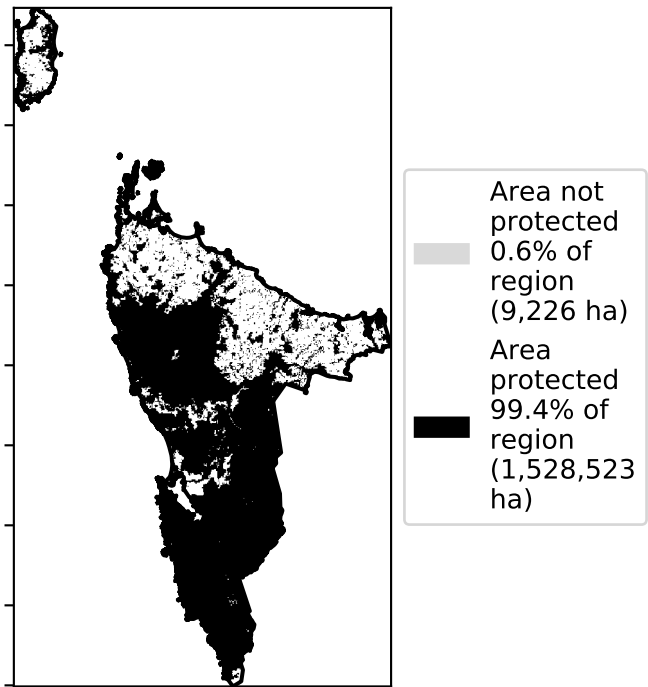 Area not
protected
0.6% of
region
(9,226 ha)
Area
protected
99.4% of
region
(1,528,523
ha)